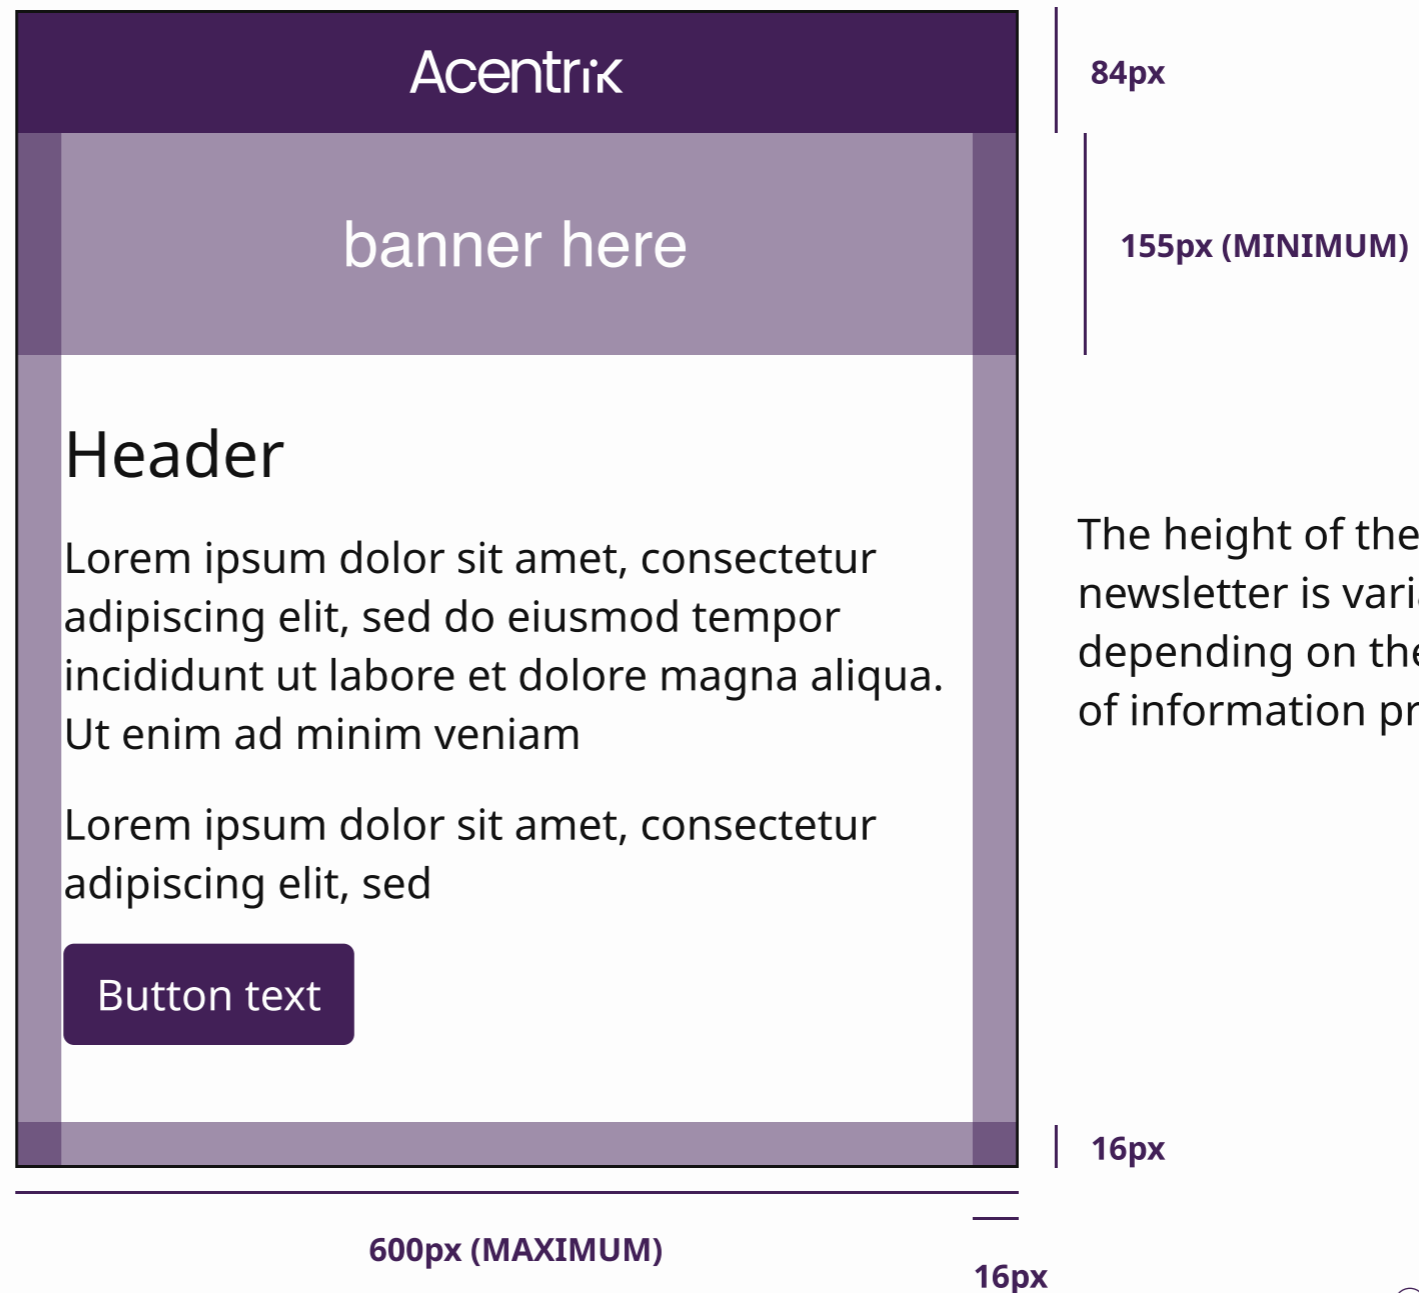 Acentrik
84px
banner here
155px (MINIMUM)
Header
Lorem ipsum dolor sit amet, consectetur
adipiscing elit, sed do eiusmod tempor
incididunt ut labore et dolore magna aliqua.
Ut enim ad minim veniam
Lorem ipsum dolor sit amet, consectetur
adipiscing elit, sed
Button text
The height of the
newsletter is
depending on the
of information
16px
600px (MAXIMUM)
16px